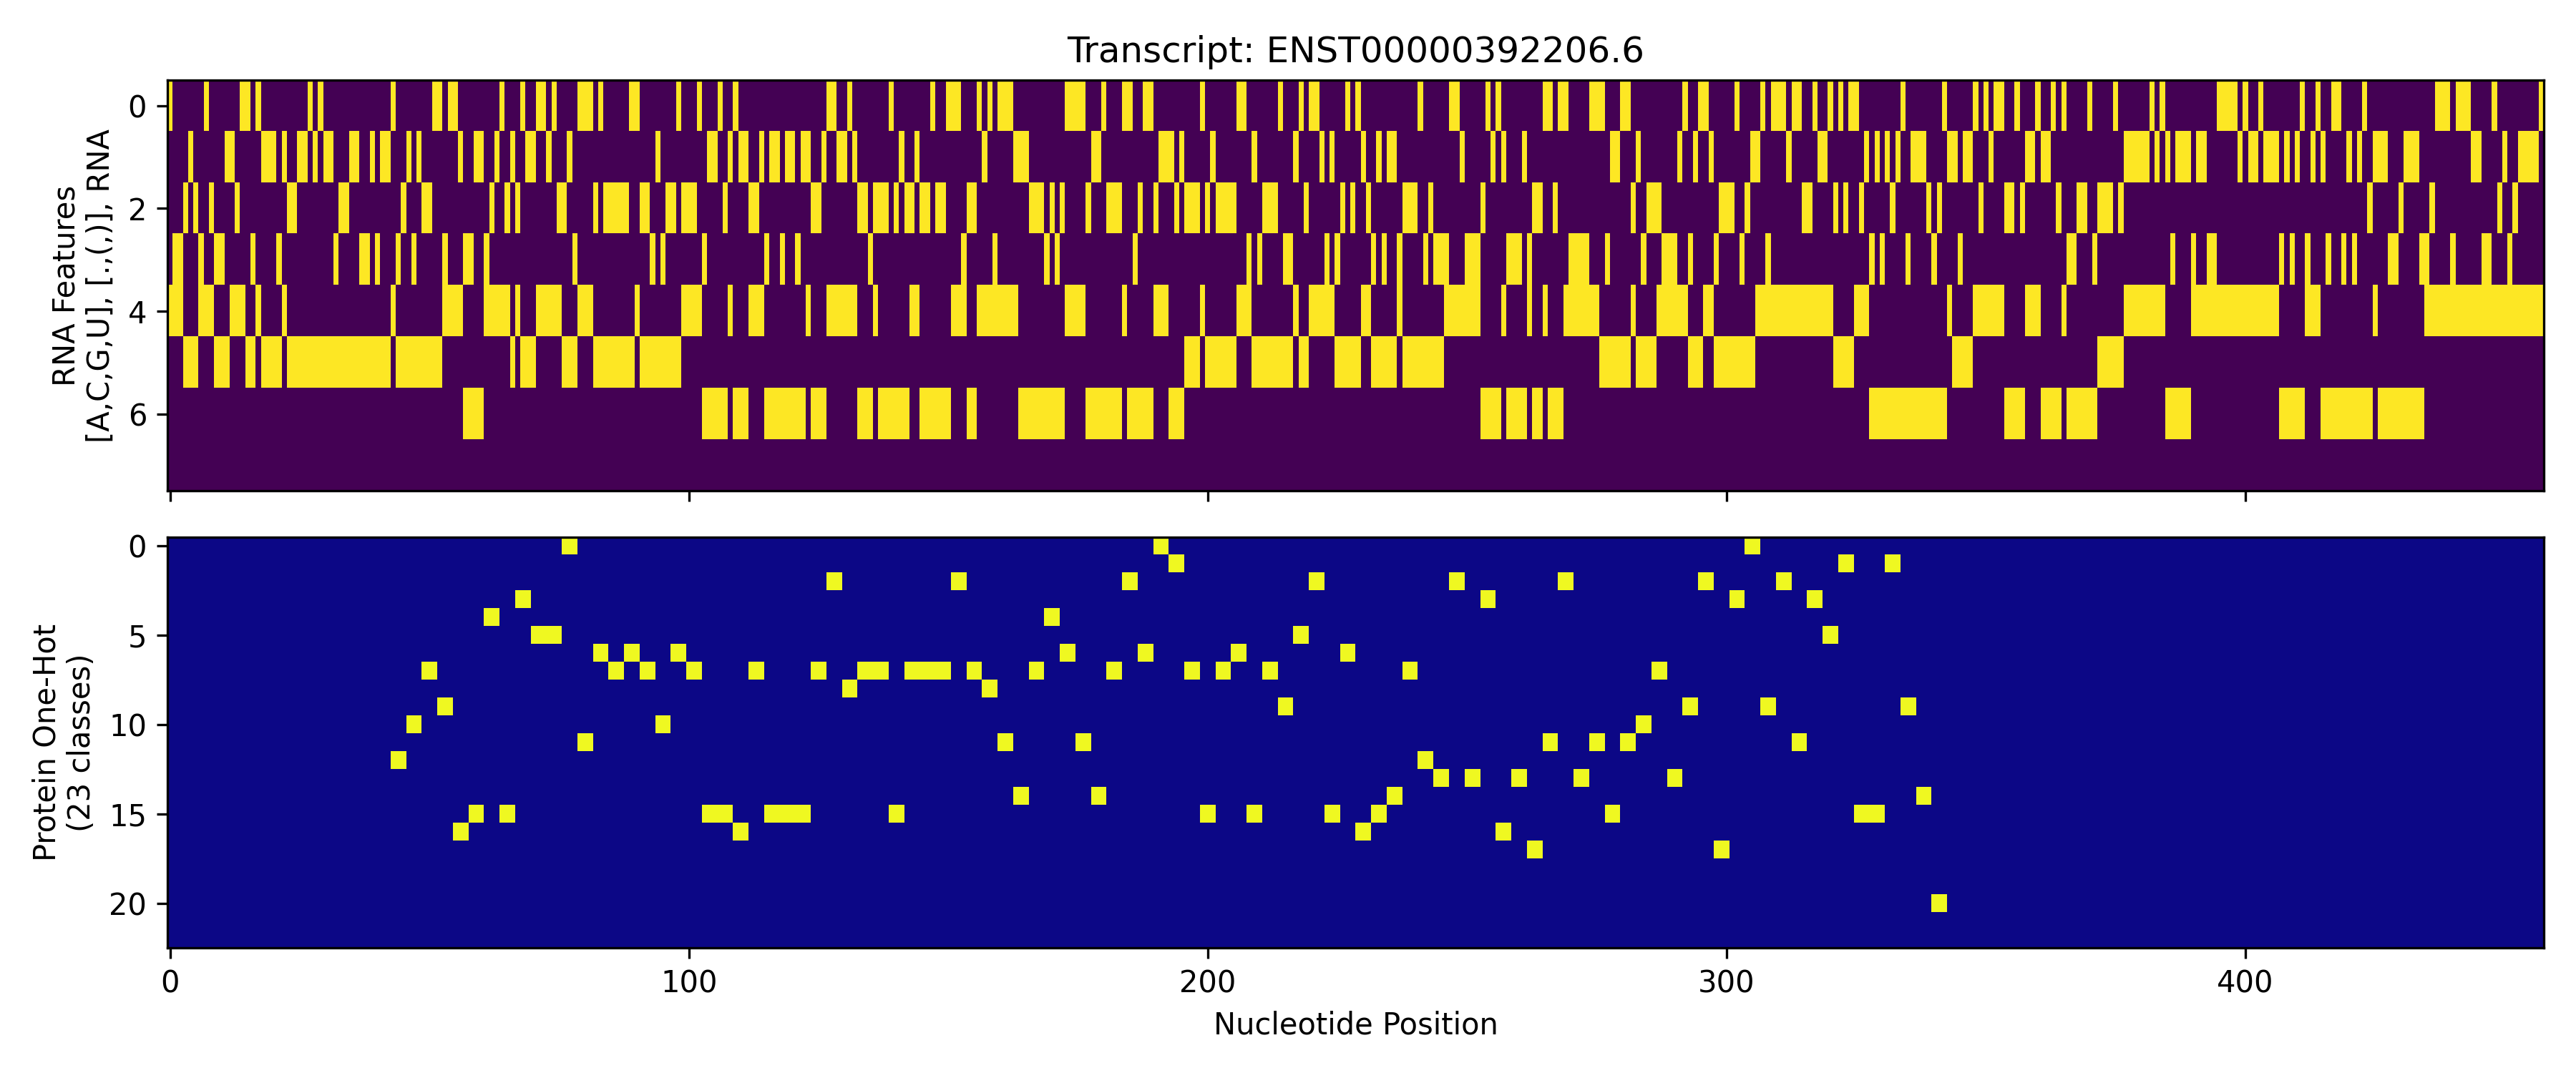 Transcript: ENST00000392206.6
RNA Features
[A,C,G,U], [.,(,)], RNA
0
2
4
6
Protein One-Hot
(23 classes)
0
5
10
15
20
0
100
200
300
400
Nucleotide Position